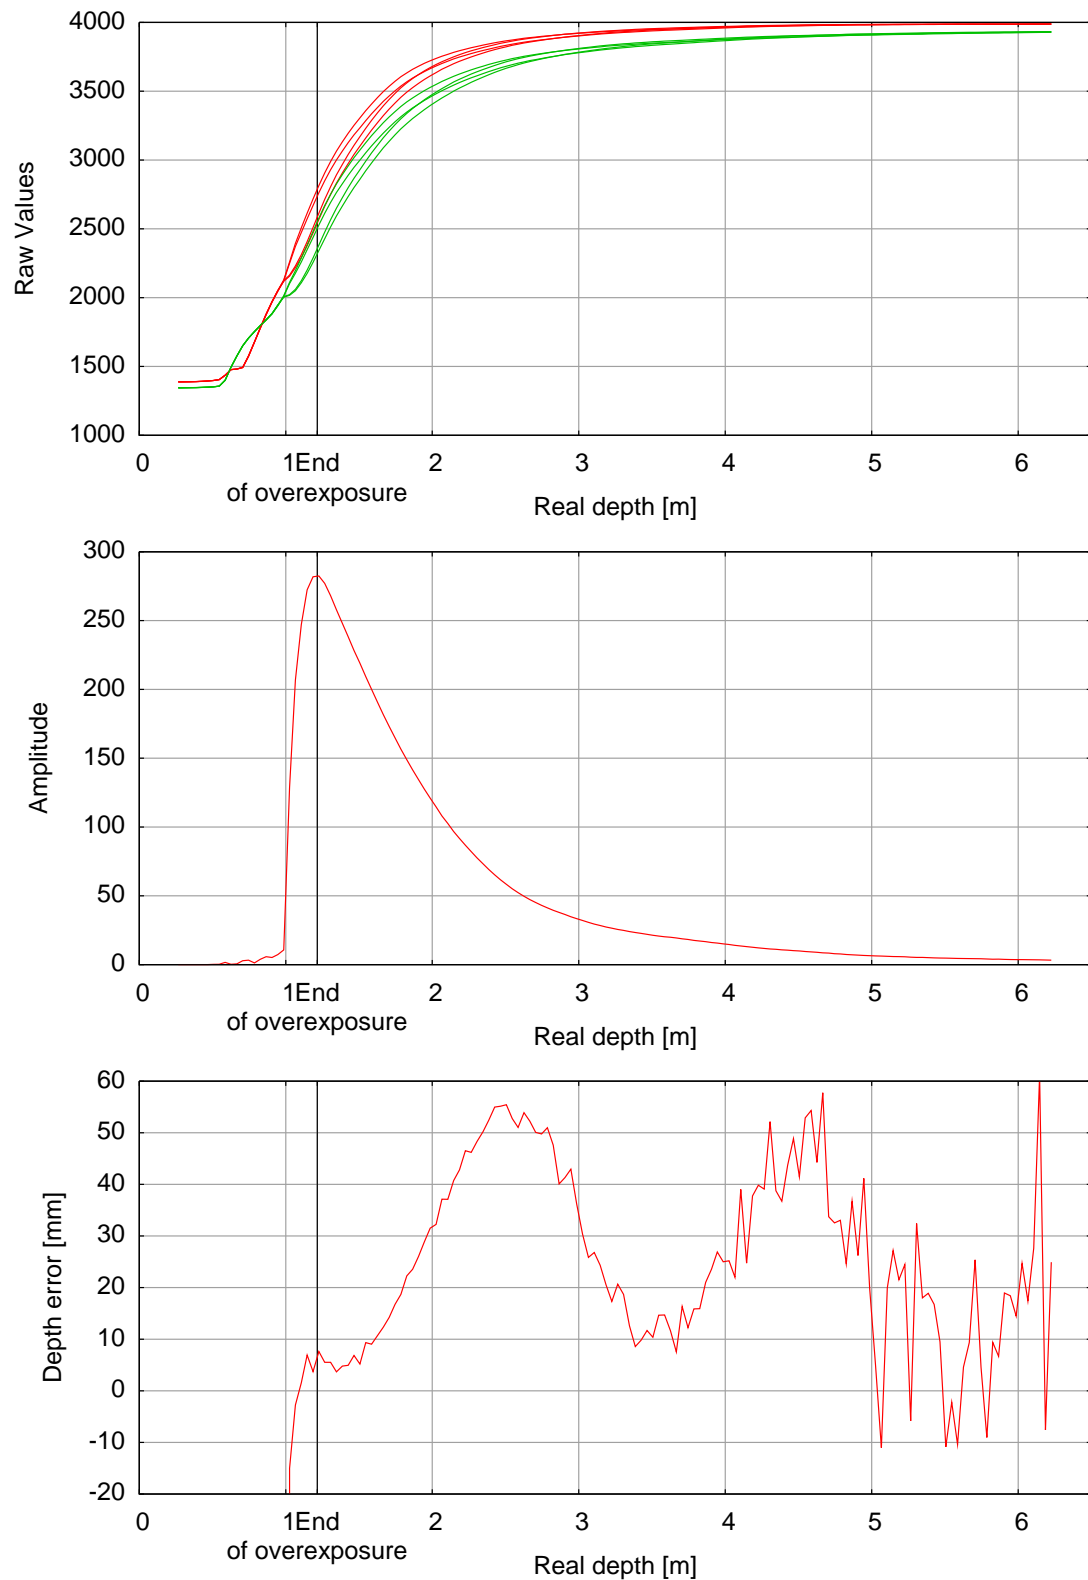 4000
3500
3000
2500
2000
1500
1000
Raw Values
0 1End 2 3 4 5 6
of overexposure
Real depth [m]
300
250
200
150
100
50
0
Amplitude
0 1End 2 3 4 5 6
of overexposure
Real depth [m]
60
50
40
30
20
10
0
-10
-20
Depth error [mm]
0 1End 2 3 4 5 6
of overexposure
Real depth [m]